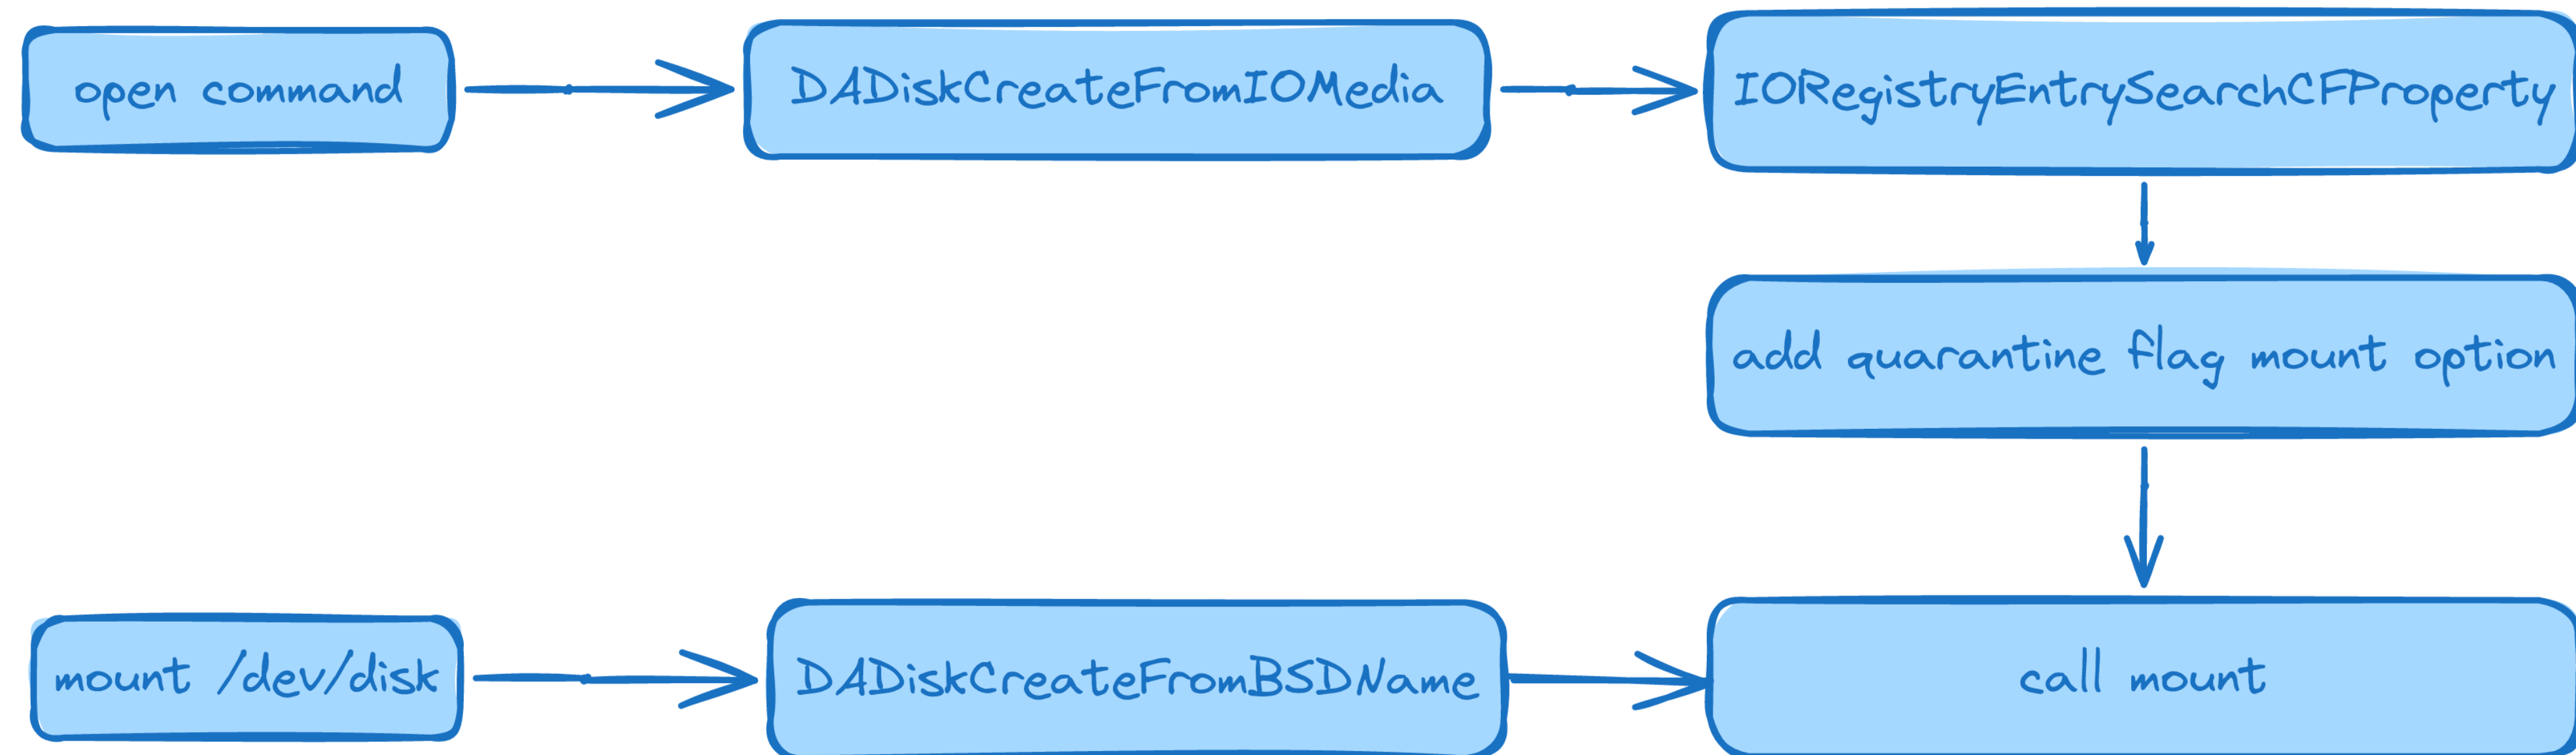 open command
DADiskCreateFromIOMedia
IORegistryEntrySearchCFProperty
add quarantine flag mount option
mount /dev/disk
DADiskCreateFromBSDName
call mount